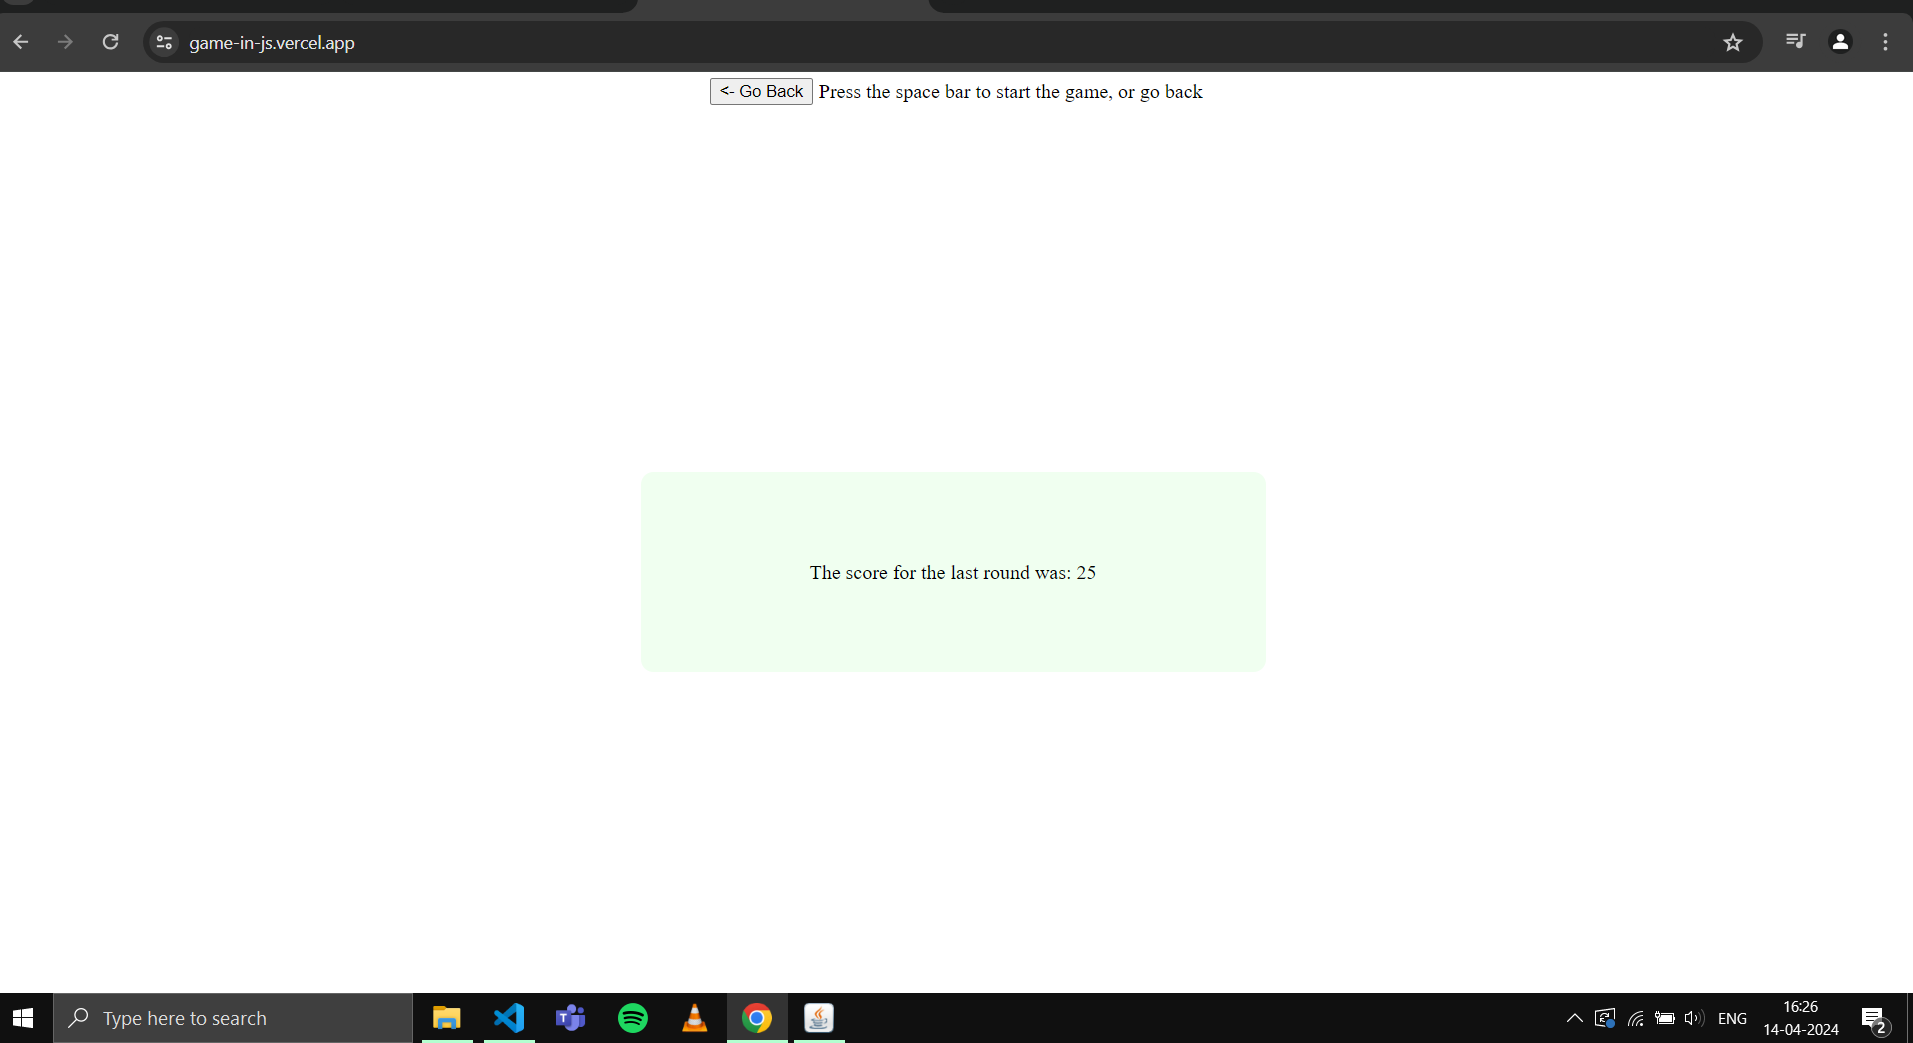 game-in-js.vercel.app
<- Go Back Press the space bar to start the game, or go back
The score for the last round was: 25
Type here to search
ENG
16:26
14-04-2024
2